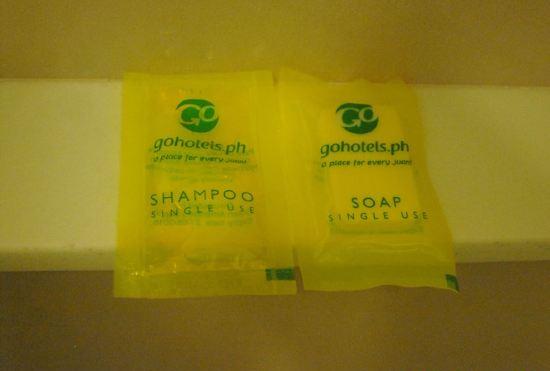 GO
gohotels.ph
a place for every Juan!
SHAMPOO
SINGLE USE
GO
gohotels.ph
a place for every Juan!
SOAP
SINGLE USE